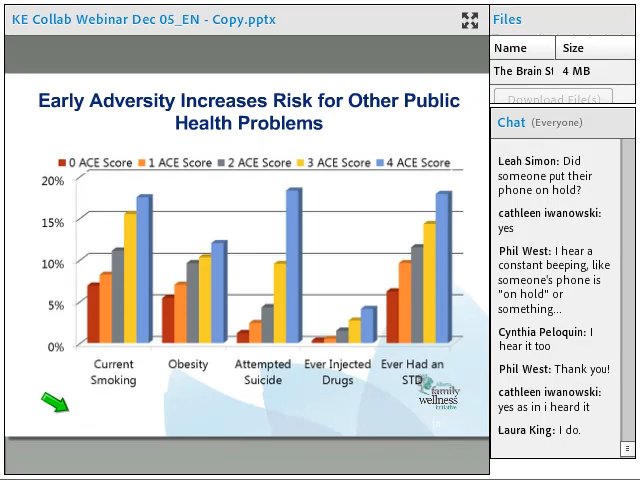 KE Collab Webinar Dec 05_EN - Copy.pptx
Early Adversity Increases Risk for Other Public
Health Problems
0 ACE Score 1 ACE Score 2 ACE Score 3 ACE Score 4 ACE Score
20%
15%
10%
5%
0%
Current
Smoking
Obesity
Attempted
Suicide
Ever Injected
Drugs
Ever Had an
STD
family
wellness
initiative
Files
Name Size
The Brain St 4 MB
Download File(s)
Chat (Everyone)
Leah Simon: Did
someone put their
phone on hold?
cathleen iwanowski:
yes
Phil West: I hear a
constant beeping, like
someone's phone is
"on hold" or
something...
Cynthia Peloquin: I
hear it too
Phil West: Thank you!
cathleen iwanowski:
yes as in i heard it
Laura King: I do.